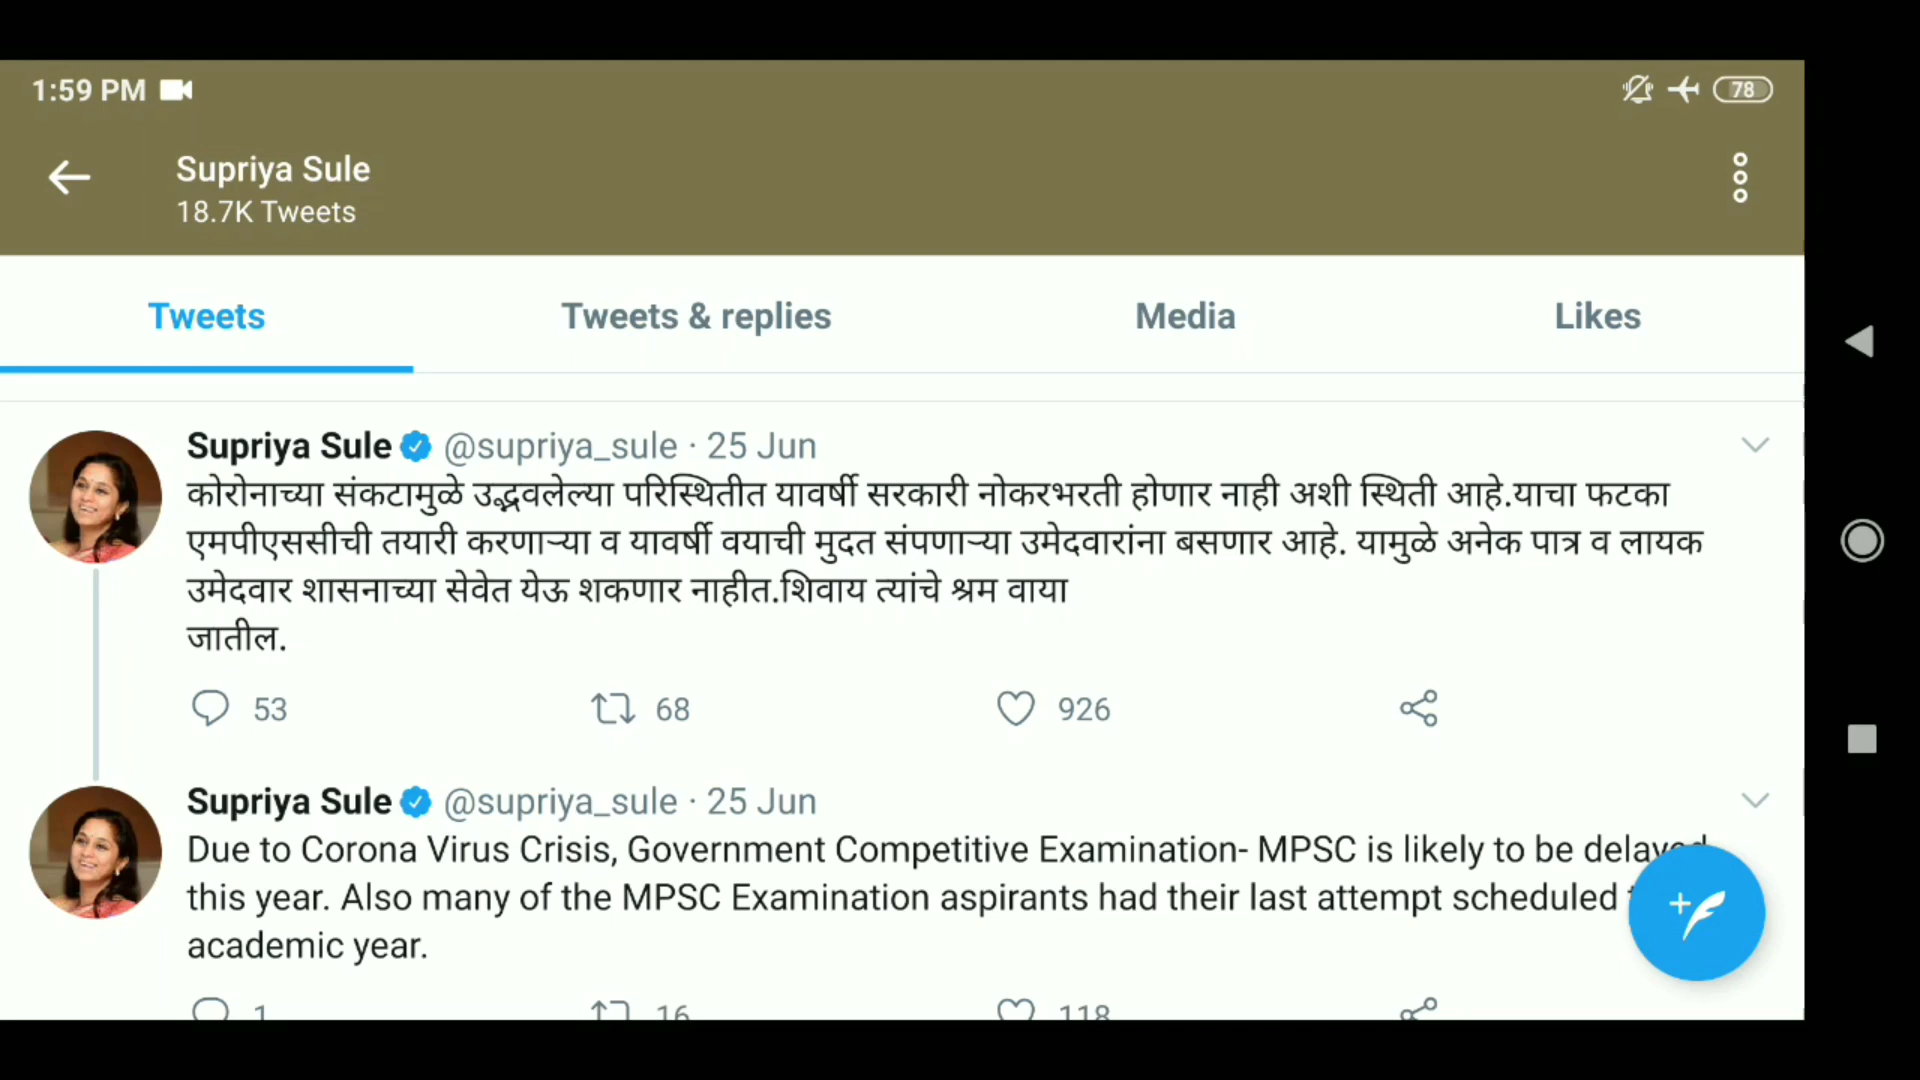 1:59 PM
78
Supriya Sule
18.7K Tweets
Tweets
Tweets & replies
Media
Likes
Supriya Sule @supriya_sule · 25 Jun
कोरोनाच्या संकटामुळे उद्भवलेल्या परिस्थितीत यावर्षी सरकारी नोकरभरती होणार नाही अशी स्थिती आहे.याचा फटका
एमपीएससीची तयारी करणाऱ्या व यावर्षी वयाची मुदत संपणाऱ्या उमेदवारांना बसणार आहे. यामुळे अनेक पात्र व लायक
उमेदवार शासनाच्या सेवेत येऊ शकणार नाहीत.शिवाय त्यांचे श्रम वाया
जातील.
53 68 926
Supriya Sule @supriya_sule · 25 Jun
Due to Corona Virus Crisis, Government Competitive Examination- MPSC is likely to be delayed
this year. Also many of the MPSC Examination aspirants had their last attempt scheduled
academic year.
1 16 118